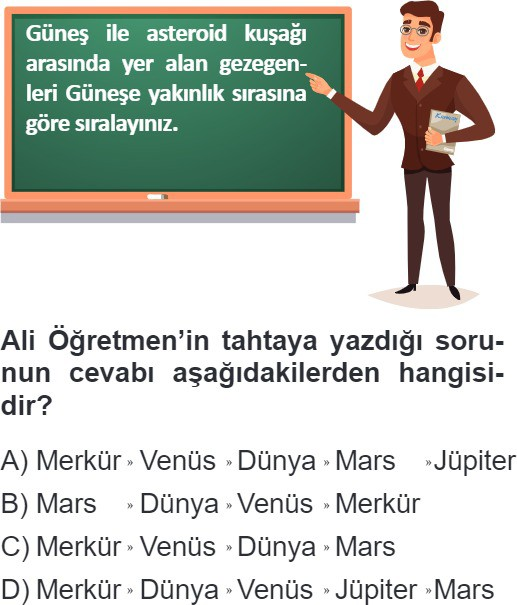 Güneş ile asteroid kuşağı
arasında yer alan gezegen-
leri Güneşe yakınlık sırasına
göre sıralayınız.
Ali Öğretmen’in tahtaya yazdığı soru-
nun cevabı aşağıdakilerden hangisi-
dir?
A) Merkür » Venüs » Dünya » Mars » Jüpiter
B) Mars » Dünya » Venüs » Merkür
C) Merkür » Venüs » Dünya » Mars
D) Merkür » Dünya » Venüs » Jüpiter » Mars